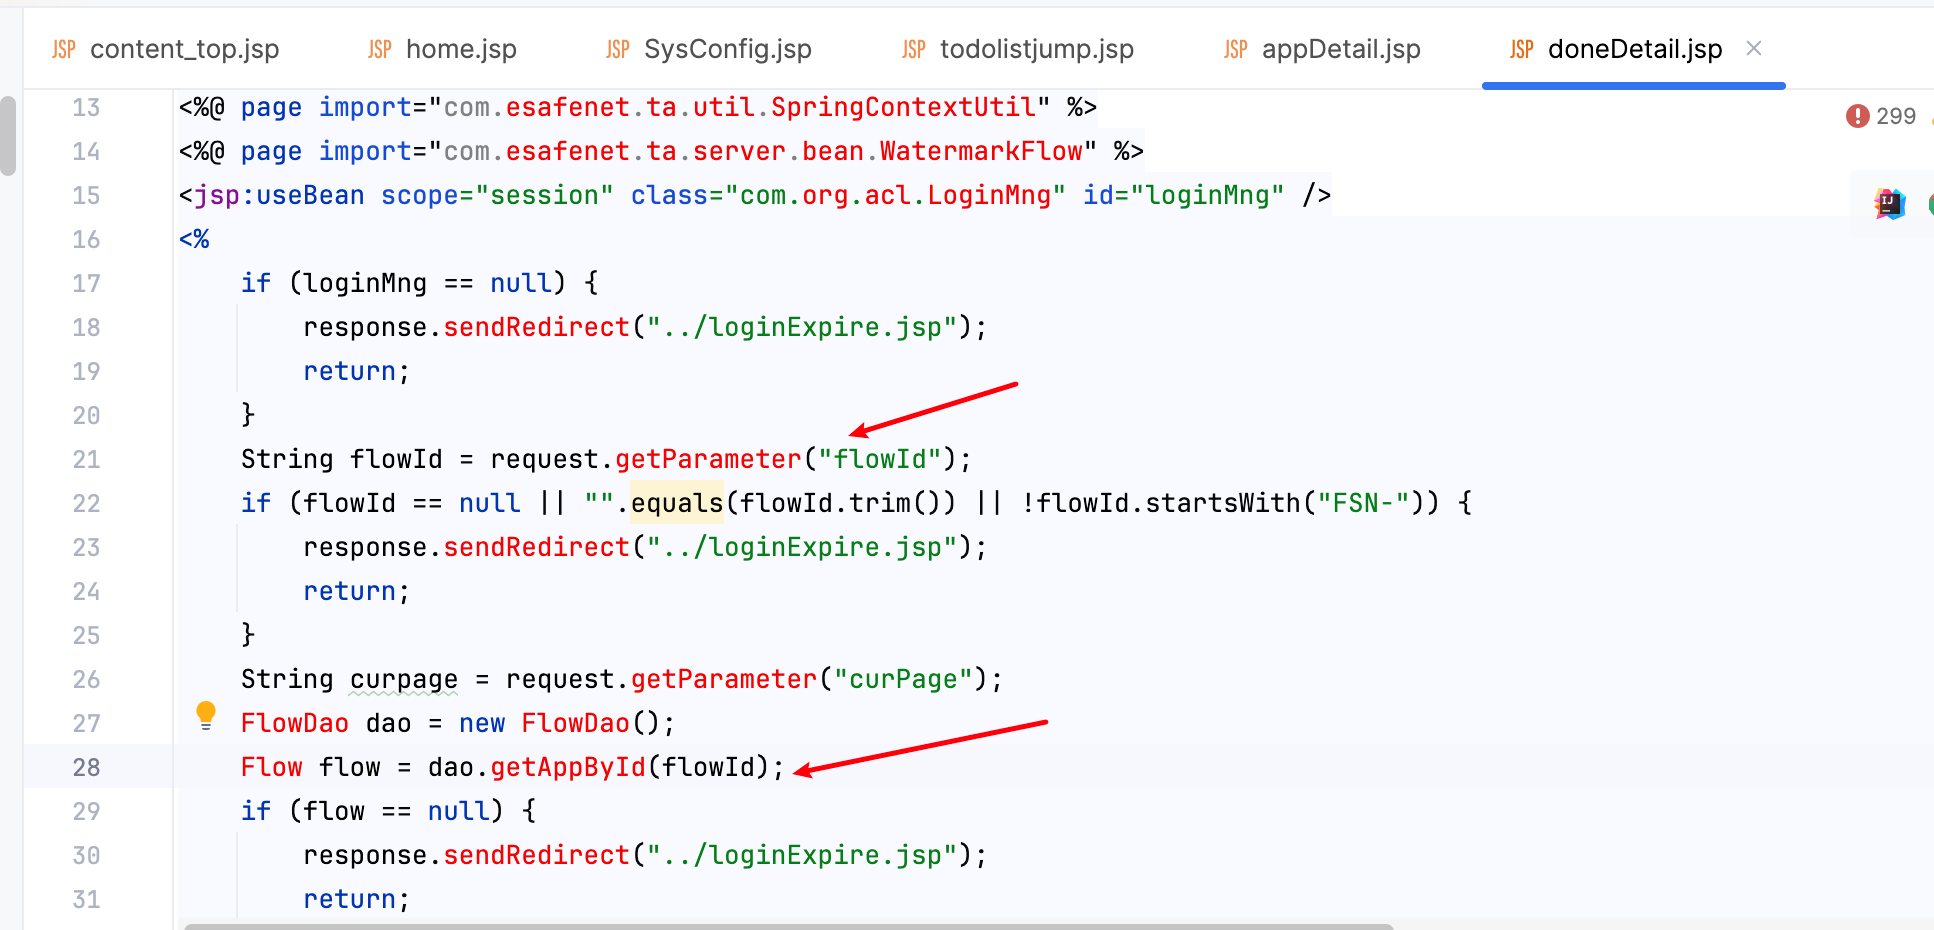 JSP content_top.jsp JSP home.jsp JSP SysConfig.jsp JSP todolistjump.jsp JSP appDetail.jsp JSP doneDetail.jsp ×
299
13 <%@ page import="com.esafenet.ta.util.SpringContextUtil" %>
14 <%@ page import="com.esafenet.ta.server.bean.WatermarkFlow" %>
15 <jsp:useBean scope="session" class="com.org.acl.LoginMng" id="loginMng" />
16 <%
17 if (loginMng == null) {
18 response.sendRedirect("../loginExpire.jsp");
19 return;
20 }
21 String flowId = request.getParameter("flowId");
22 if (flowId == null || "".equals(flowId.trim()) || !flowId.startsWith("FSN-")) {
23 response.sendRedirect("../loginExpire.jsp");
24 return;
25 }
26 String curpage = request.getParameter("curPage");
27 FlowDao dao = new FlowDao();
28 Flow flow = dao.getAppById(flowId);
29 if (flow == null) {
30 response.sendRedirect("../loginExpire.jsp");
31 return;